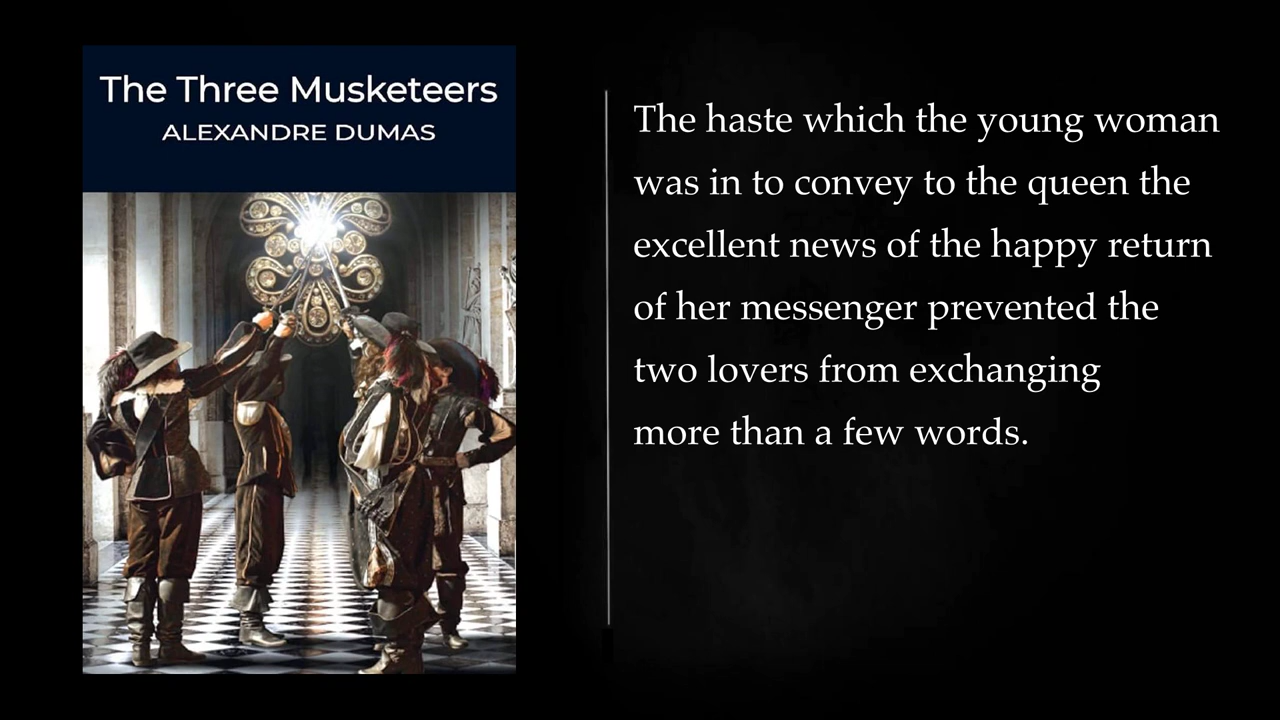 The Three Musketeers
ALEXANDRE DUMAS
The haste which the young woman
was in to convey to the queen the
excellent news of the happy return
of her messenger prevented the
two lovers from exchanging
more than a few words.